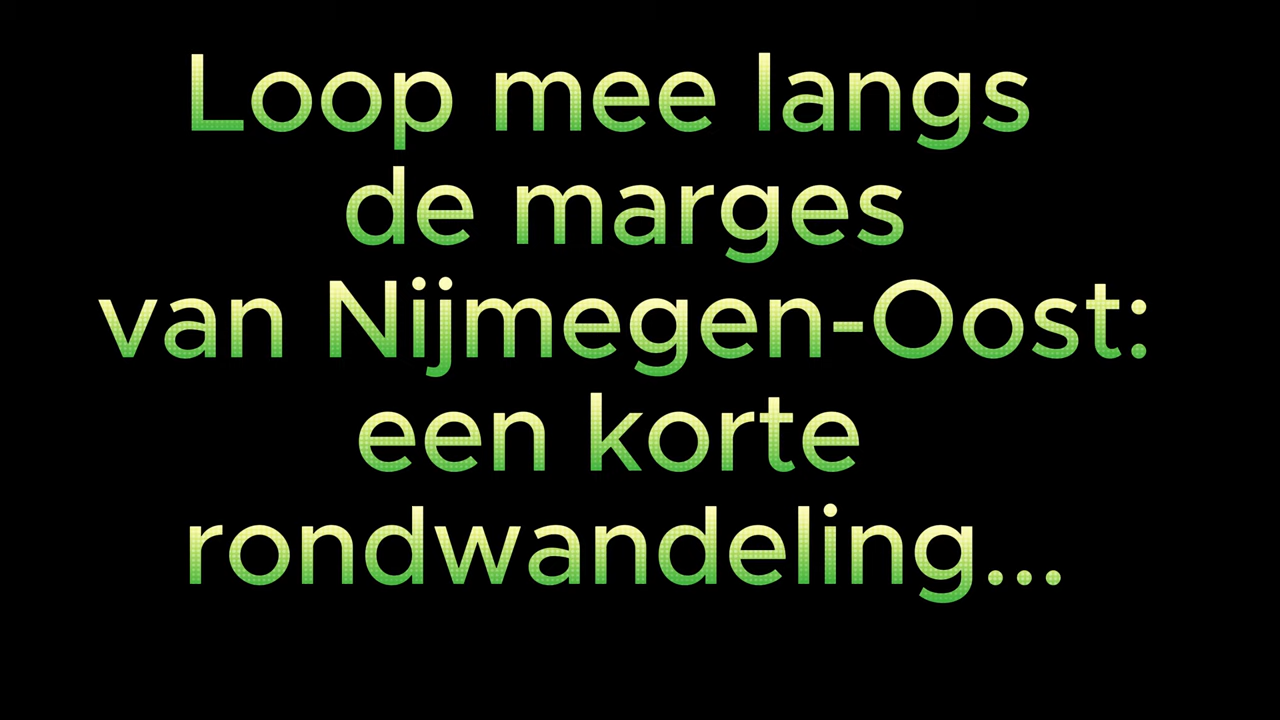 Loop mee langs
de marges
van Nijmegen-Oost:
een korte
rondwandeling...